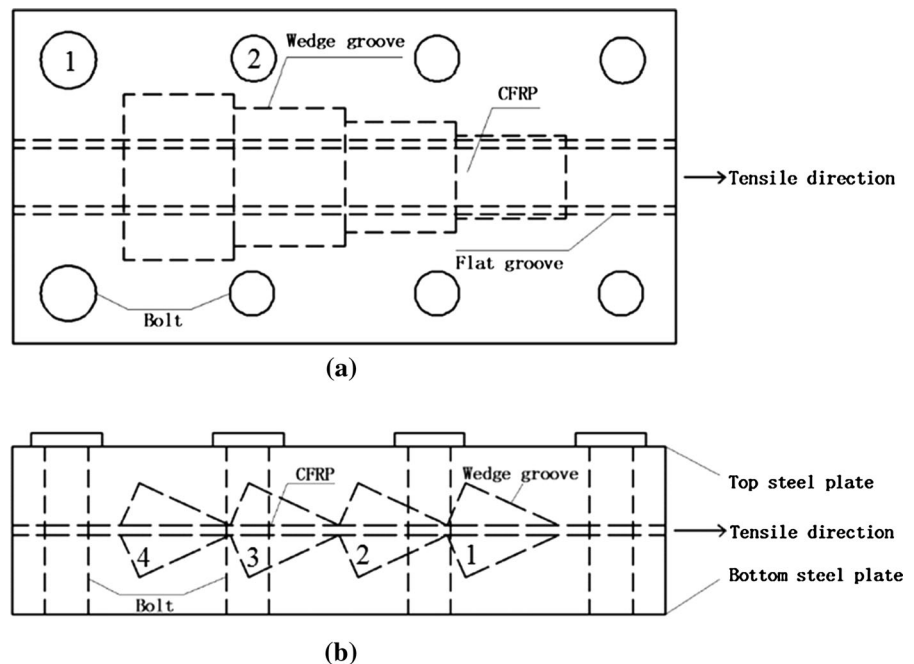 1
2
Wedge groove
CFRP
Tensile direction
Flat groove
Bolt
(a)
CFRP
Wedge groove
Top steel plate
Tensile direction
4
3
2
1
Bottom steel plate
Bolt
(b)